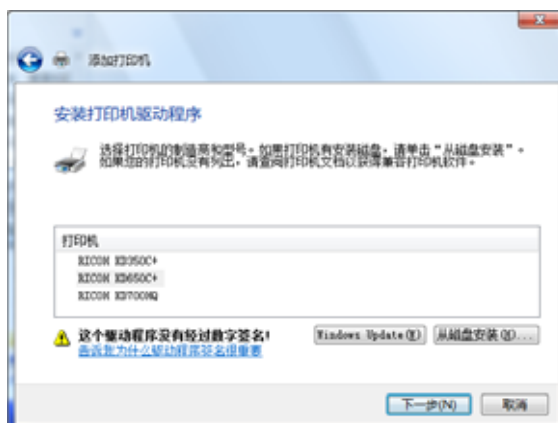 添加打印机
安装打印机驱动程序
选择打印机的制造商和型号。如果打印机有安装磁盘，请单击“从磁盘安装”。
如果您的打印机没有列出，请查阅打印机文档以获得兼容打印机软件。
打印机
这个驱动程序没有经过数字签名!
告诉我为什么驱动程序签名很重要
Windows Update(W)
从磁盘安装(H)...
下一步(N)
取消